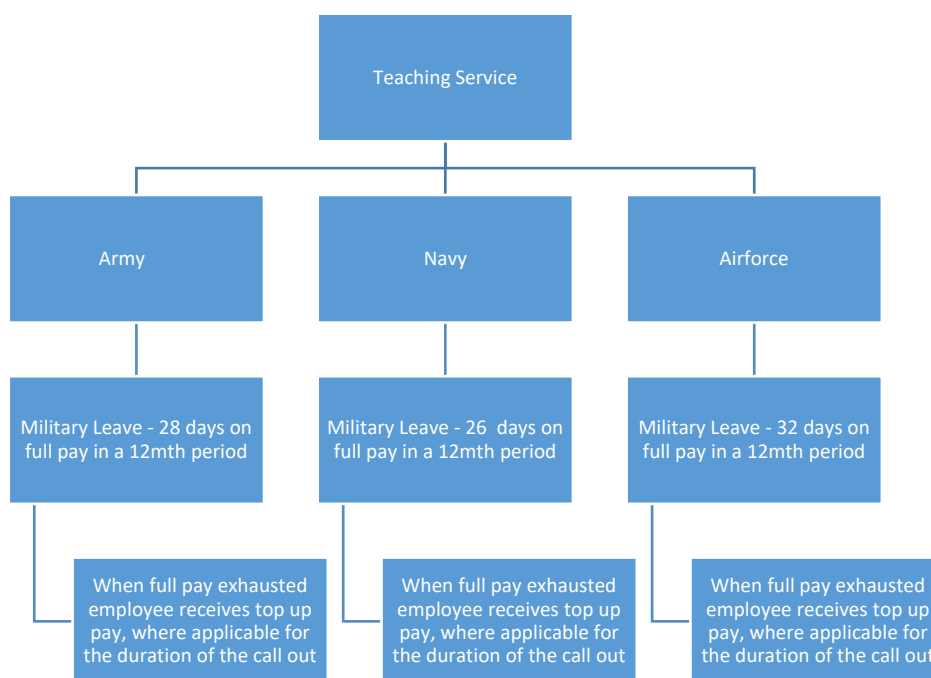 Teaching Service
Army
Navy
Airforce
Military Leave - 28 days on
full pay in a 12mth period
Military Leave - 26  days on
full pay in a 12mth period
Military Leave - 32 days on
full pay in a 12mth period
When full pay exhausted
employee receives top up
pay, where applicable for
the duration of the call out
When full pay exhausted
employee receives top up
pay, where applicable for
the duration of the call out
When full pay exhausted
employee receives top up
pay, where applicable for
the duration of the call out